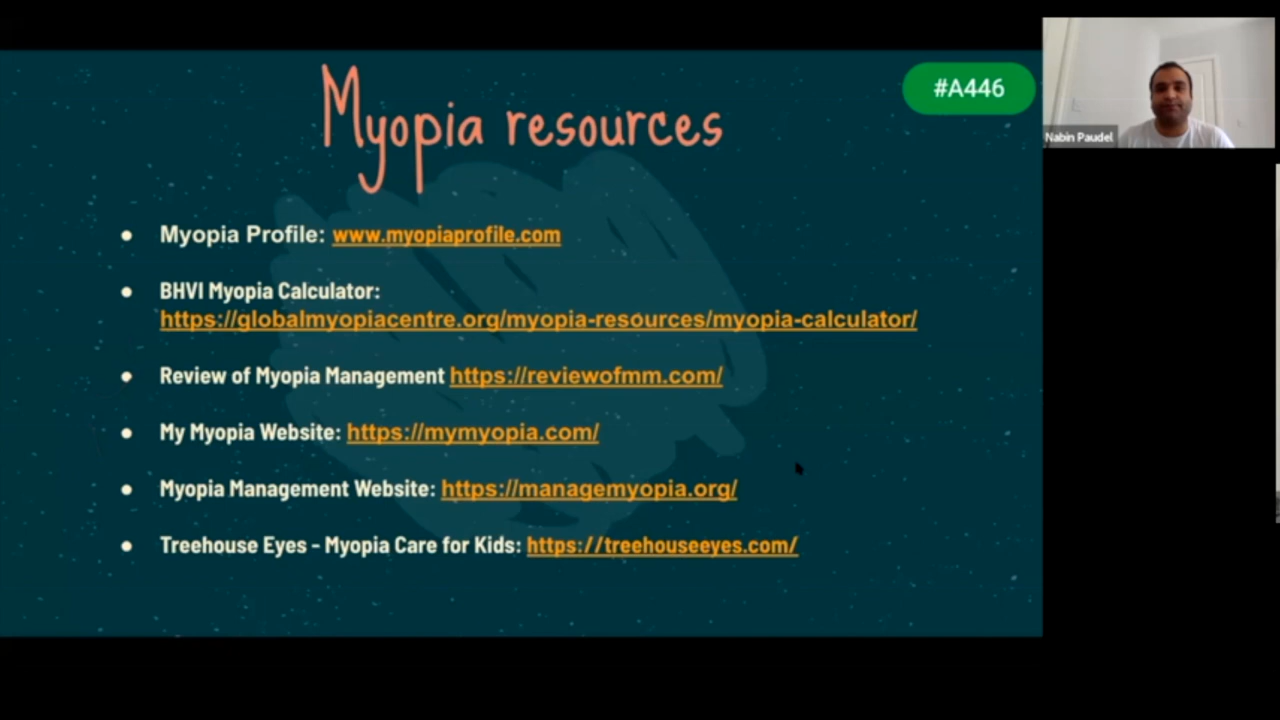 Myopia resources
#A446
Nabin Paudel
● Myopia Profile: www.myopiaprofile.com
● BHVI Myopia Calculator:
https://globalmyopiacentre.org/myopia-resources/myopia-calculator/
● Review of Myopia Management https://reviewofmm.com/
● My Myopia Website: https://mymyopia.com/
● Myopia Management Website: https://managemyopia.org/
● Treehouse Eyes - Myopia Care for Kids: https://treehouseeyes.com/